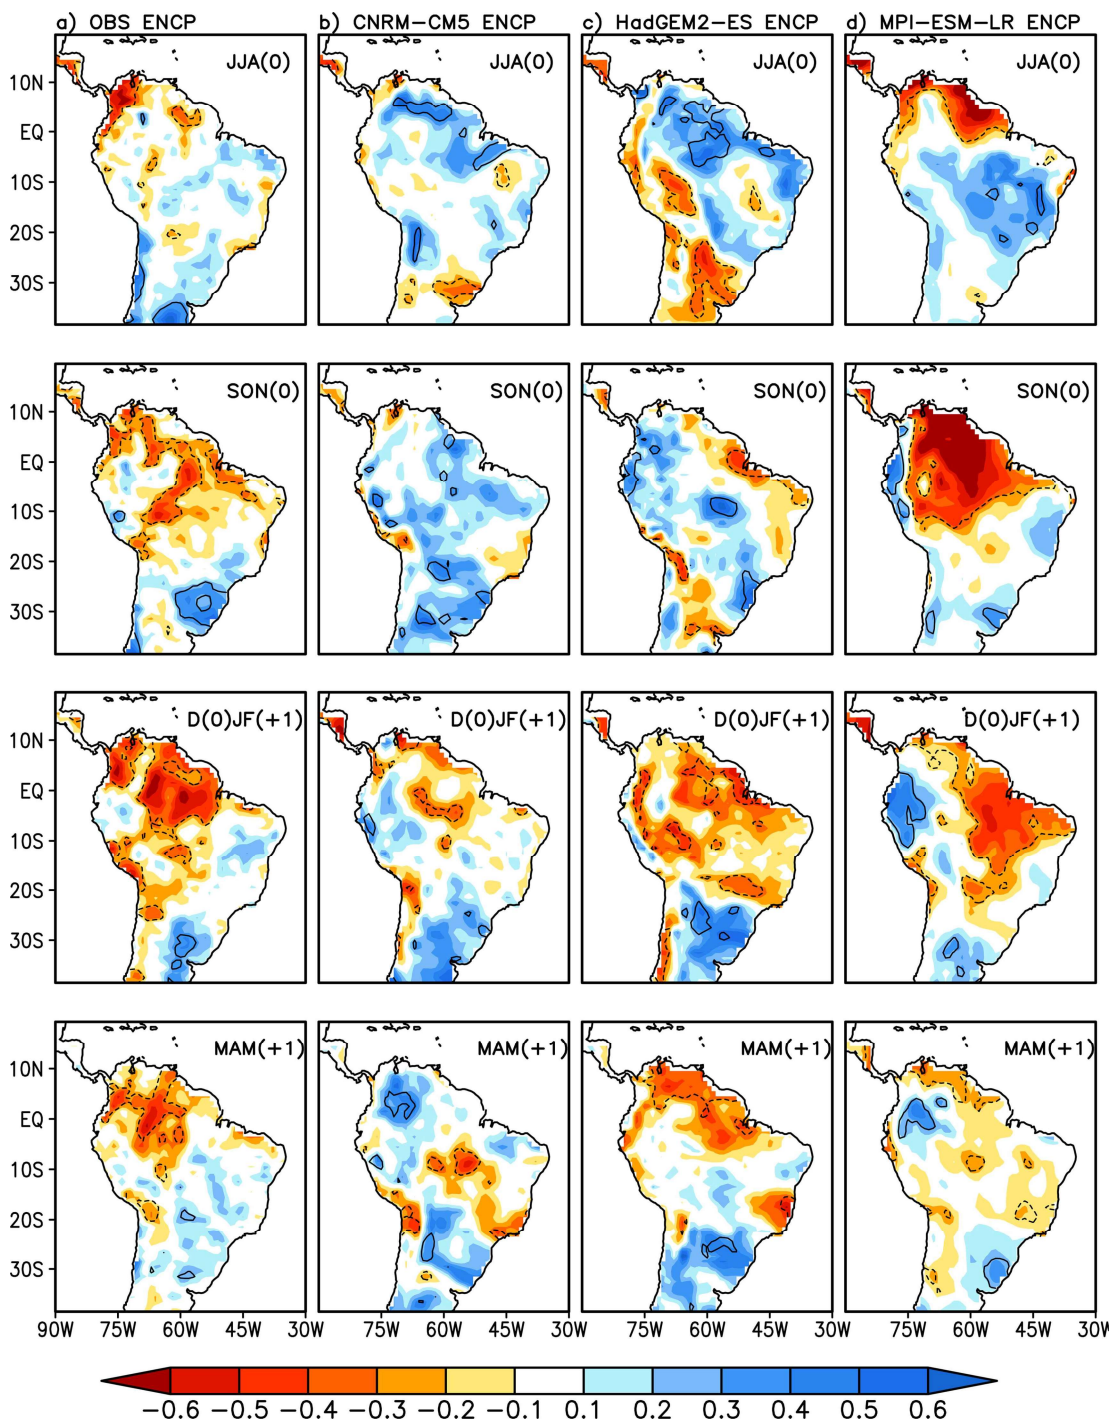 a) OBS ENCP b) CNRM-CM5 ENCP c) HadGEM2-ES ENCP d) MPI-ESM-LR ENCP
JJA(0) JJA(0) JJA(0) JJA(0)
10N
EQ
10S
20S
30S
SON(0) SON(0) SON(0) SON(0)
10N
EQ
10S
20S
30S
D(0)JF(+1) D(0)JF(+1) D(0)JF(+1) D(0)JF(+1)
10N
EQ
10S
20S
30S
MAM(+1) MAM(+1) MAM(+1) MAM(+1)
10N
EQ
10S
20S
30S
90W 75W 60W 45W 30W 75W 60W 45W 30W 75W 60W 45W 30W 75W 60W 45W 30W
-0.6 -0.5 -0.4 -0.3 -0.2 -0.1 0.1 0.2 0.3 0.4 0.5 0.6